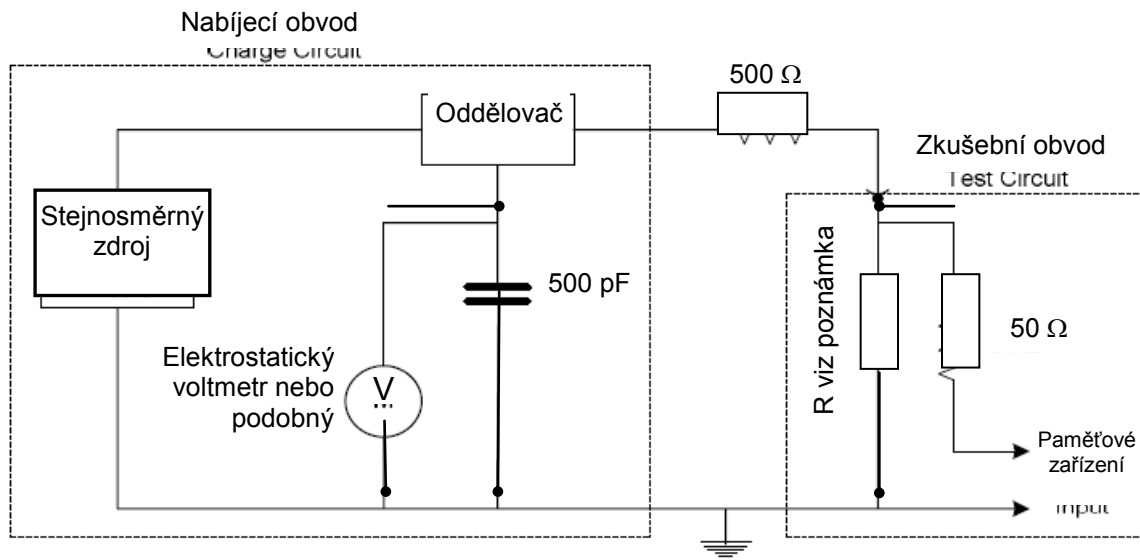 Nabíjecí obvod
Charge Circuit
500 Ω
Oddělovač
Zkušební obvod
Test Circuit
Stejnosměrný
zdroj
500 pF
R viz poznámka
50 Ω
Elektrostatický
voltmetr nebo
podobný
V
Paměťové
zařízení
Input